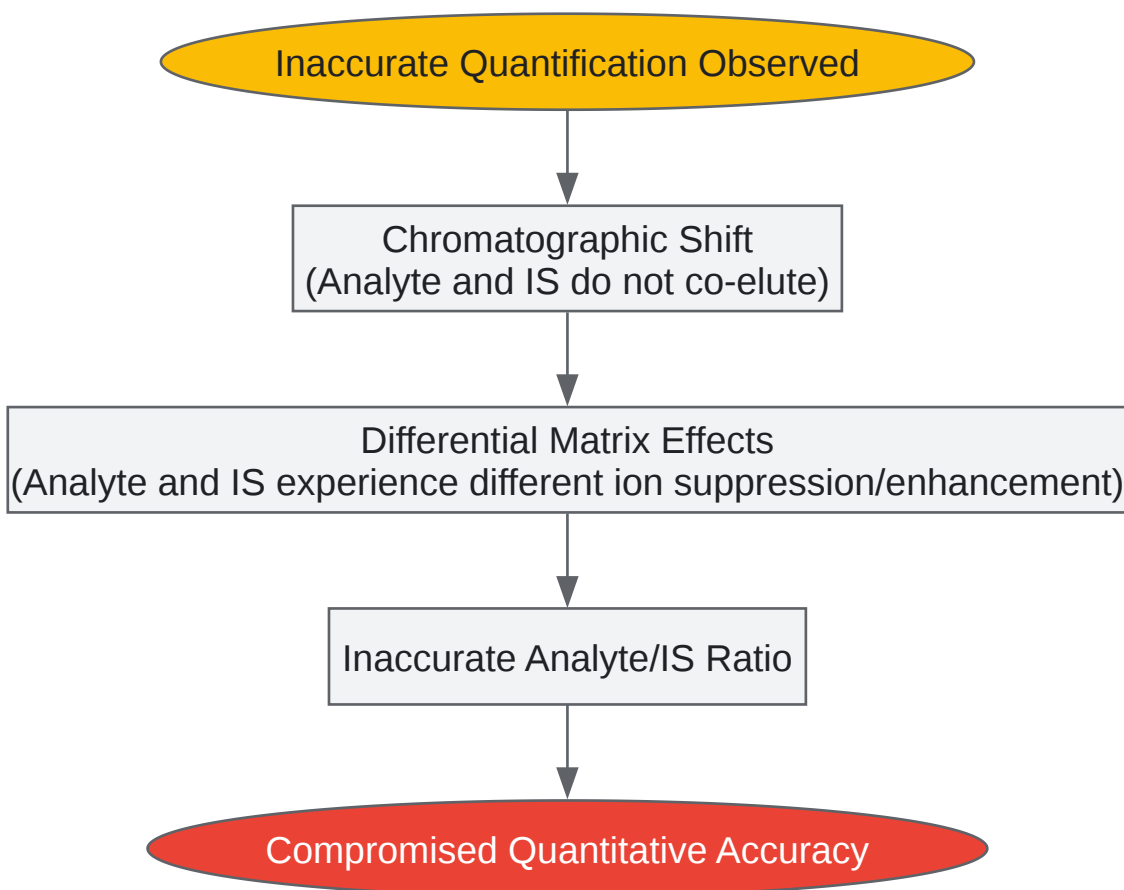 Inaccurate Quantification Observed
Chromatographic Shift
(Analyte and IS do not co-elute)
Differential Matrix Effects
(Analyte and IS experience different ion suppression/enhancement)
Inaccurate Analyte/IS Ratio
Compromised Quantitative Accuracy